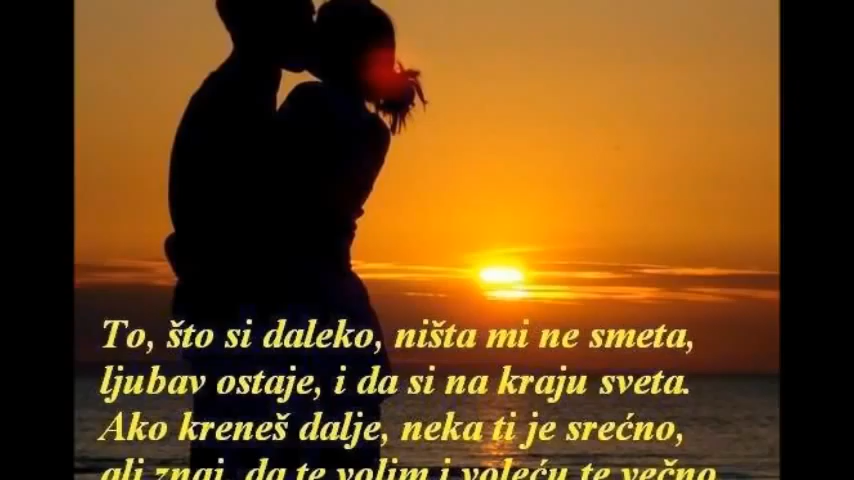 To, što si daleko, ništa mi ne smeta,
ljubav ostaje, i da si na kraju sveta.
Ako kreneš dalje, neka ti je srećno,
ali znaj, da te volim i voleću te večno